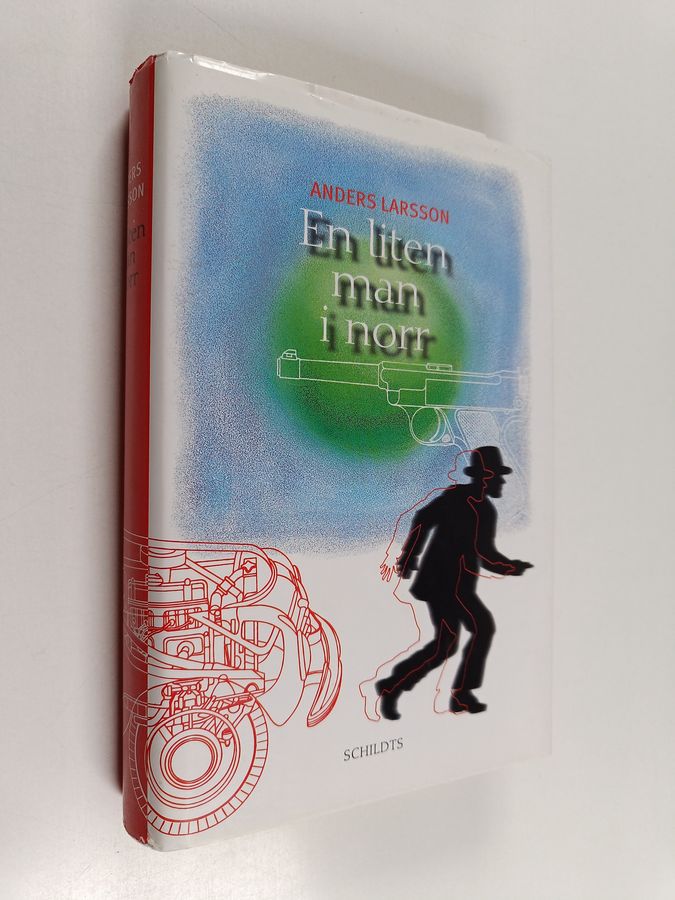 ANDERS LARSSON
En liten
man
i norr
SCHILDTS